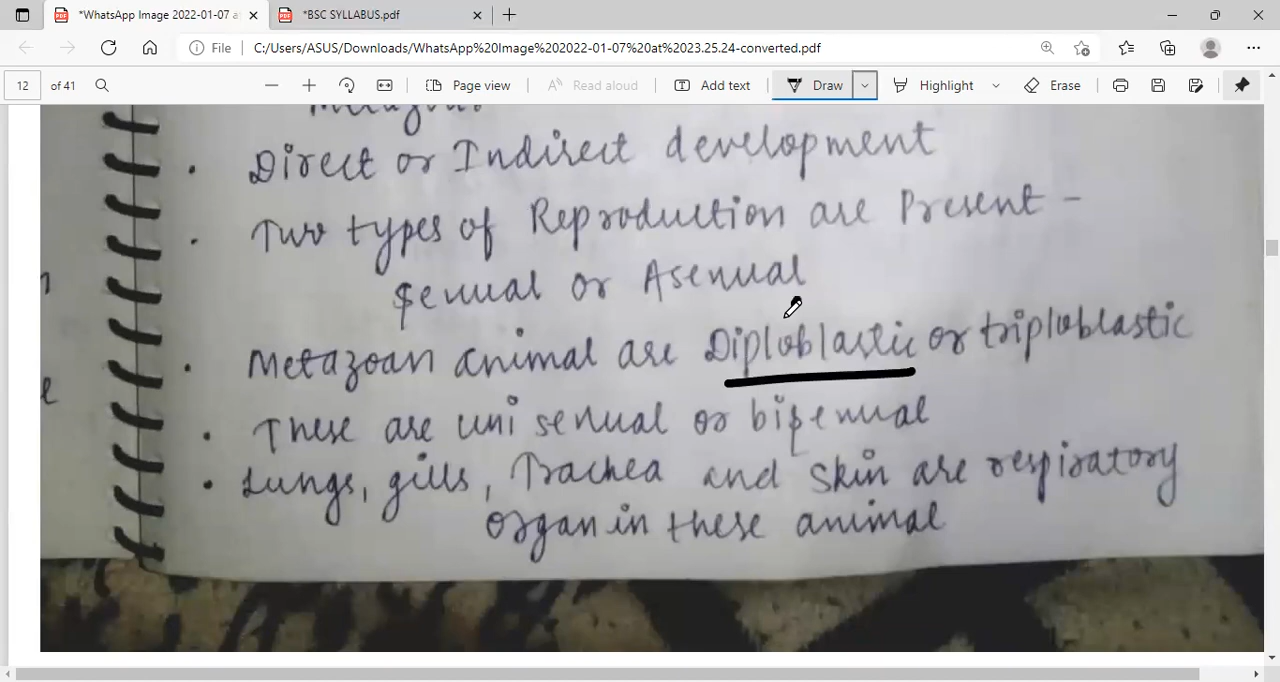 *WhatsApp Image 2022-01-07 a
*BSC SYLLABUS.pdf
File
C:/Users/ASUS/Downloads/WhatsApp%20Image%202022-01-07%20at%2023.25.24-converted.pdf
12 of 41
Page view
Read aloud
Add text
Draw
Highlight
Erase
Direct or Indirect development
Two types of Reproduction are Present -
Sexual or Asexual
Metazoan animal are Diploblastic or triploblastic
These are uni sexual or bisexual
Lungs, gills, Trachea and Skin are respiratory
organ in these animal